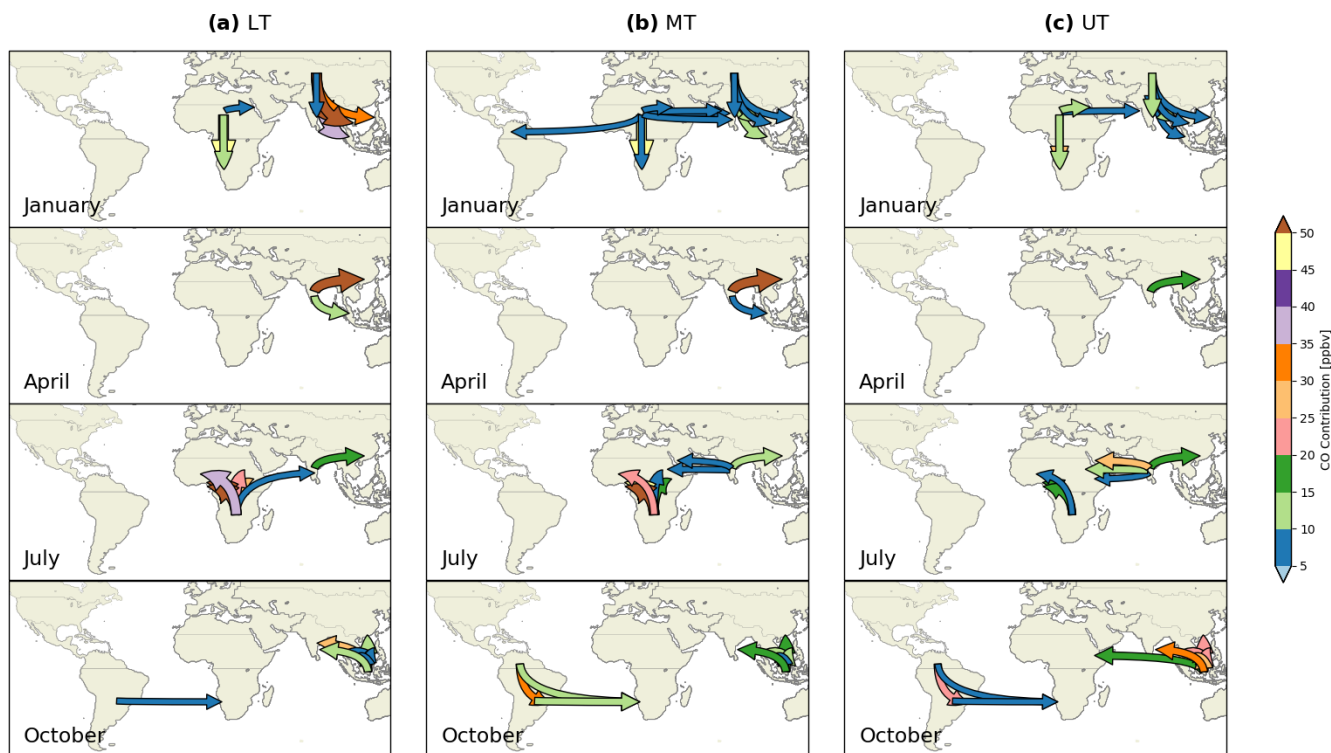 (a) LT
(b) MT
(c) UT
January
January
January
April
April
April
July
July
July
October
October
October
50
45
40
35
30
25
20
15
10
5
CO Contribution [ppbv]